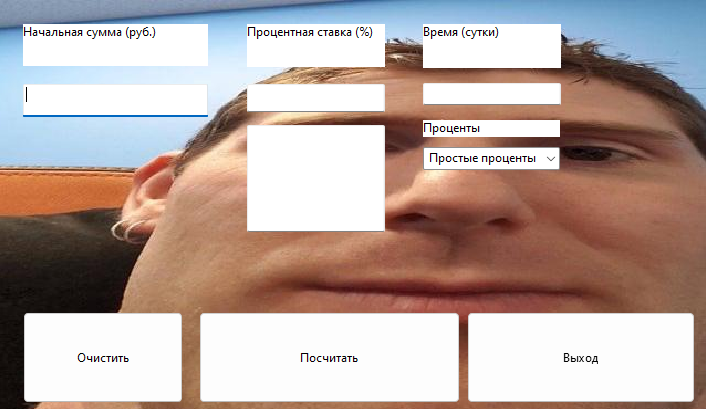 Начальная сумма (руб.)
Процентная ставка (%)
Время (сутки)
Проценты
Простые проценты
Очистить
Посчитать
Выход